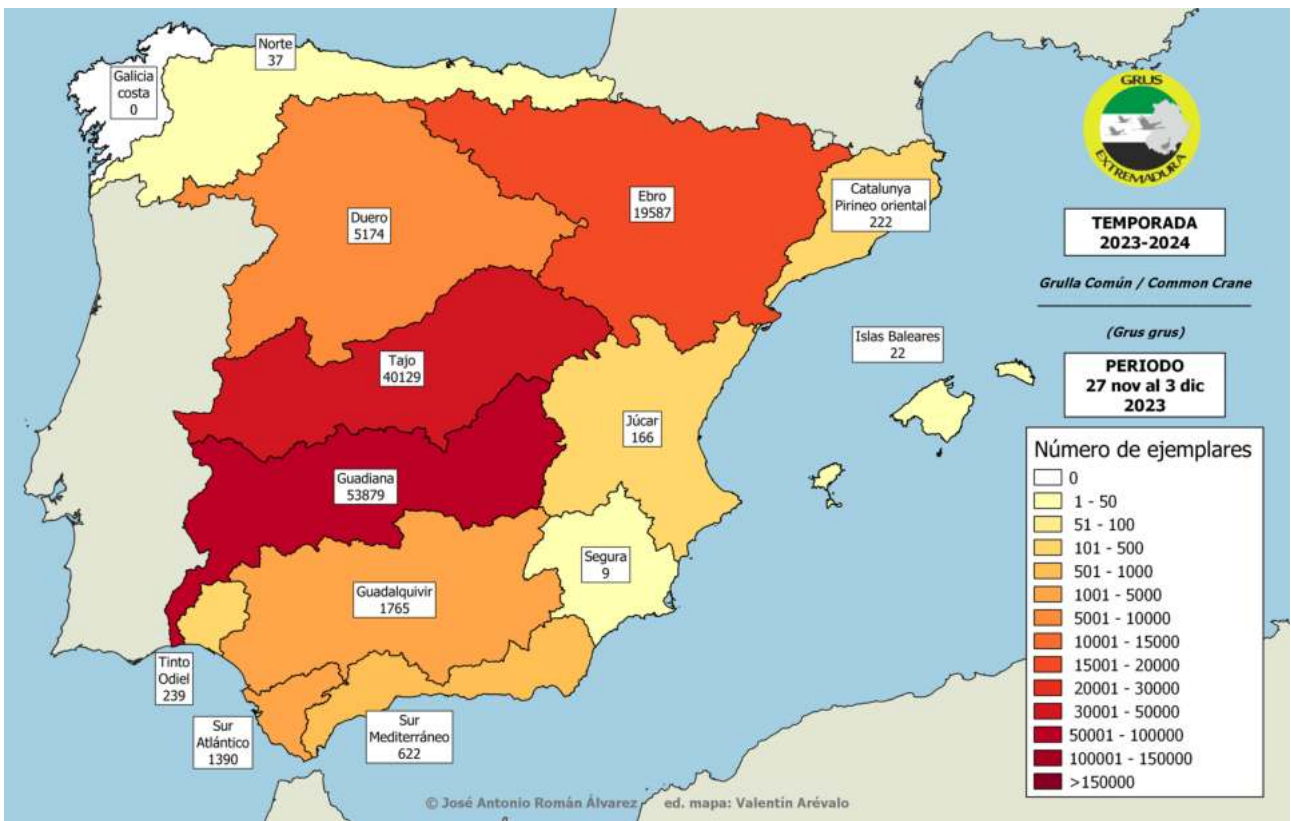 Norte
37
Galicia
costa
0
GRUS
EXTREMADURA
Duero
5174
Ebro
19587
Catalunya
Pirineo oriental
222
TEMPORADA
2023-2024
Grulla Común / Common Crane
(Grus grus)
PERIODO
27 nov al 3 dic
2023
Islas Baleares
22
Tajo
40129
Júcar
166
Guadiana
53879
Segura
9
Guadalquivir
1765
Tinto
Odiel
239
Sur
Atlántico
1390
Sur
Mediterráneo
622
Número de ejemplares
0
1 - 50
51 - 100
101 - 500
501 - 1000
1001 - 5000
5001 - 10000
10001 - 15000
15001 - 20000
20001 - 30000
30001 - 50000
50001 - 100000
100001 - 150000
>150000
© José Antonio Román Álvarez ed. mapa: Valentín Arévalo